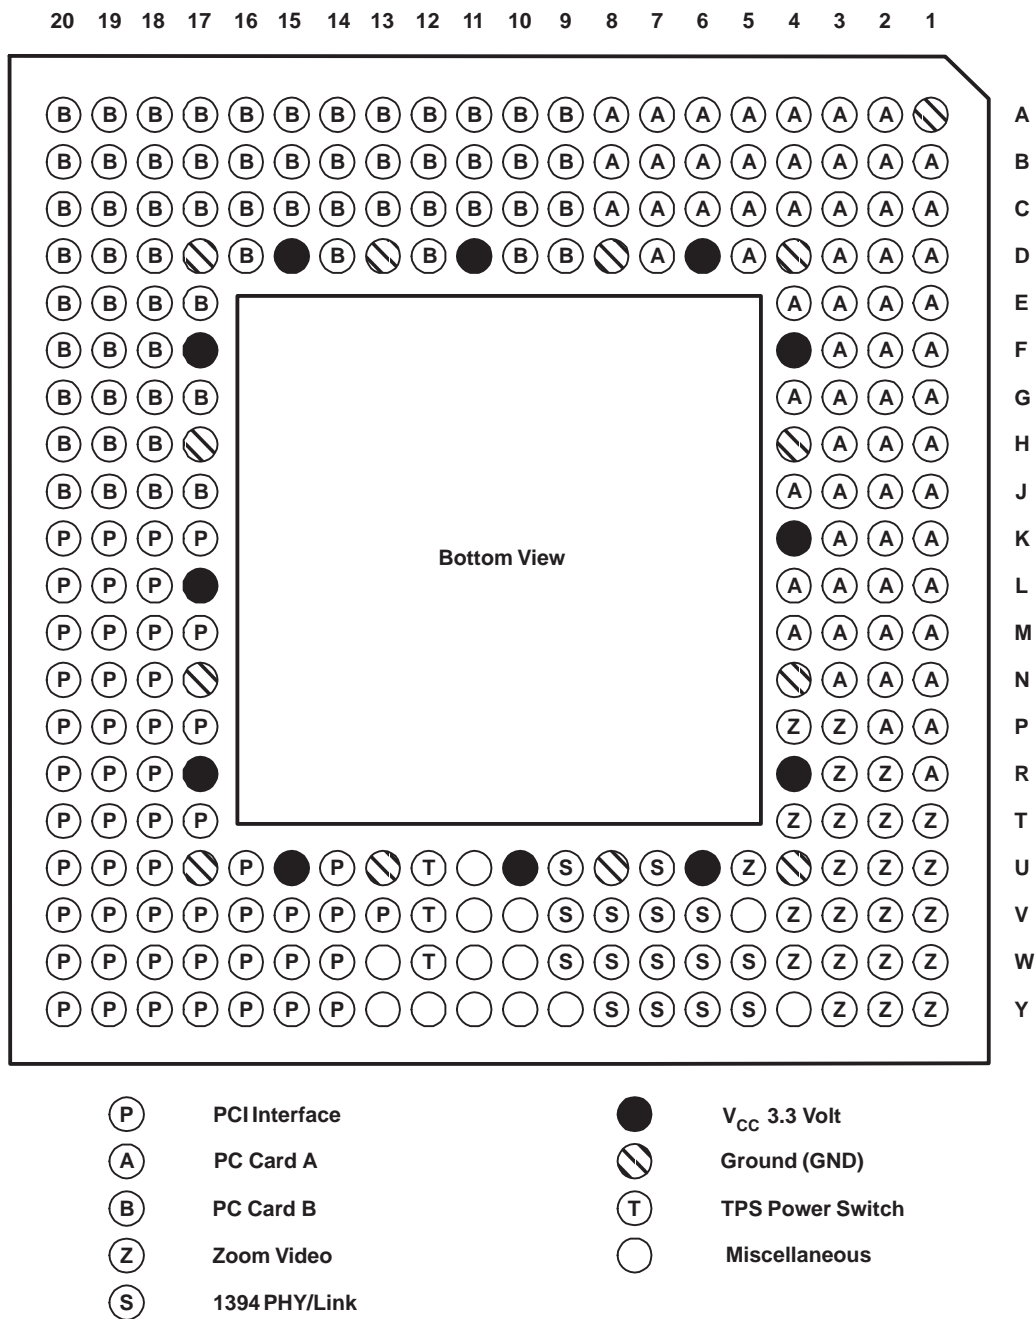 20 19 18 17 16 15 14 13 12 11 10 9 8 7 6 5 4 3 2 1
B B B B B B B B B B B B A A A A A A A A
B B B B B B B B B B B B A A A A A A A A B
B B B B B B B B B B B B A A A A A A A A C
B B B B B B B B A A A A A D
B B B B A A A A E
B B B A A A F
B B B B A A A A G
B B B A A A H
B B B B A A A A J
P P P P A A A K
P P P A A A A L
P P P P A A A A M
P P P A A A N
P P P P Z Z A A P
P P P Z Z A R
P P P P Z Z Z Z T
P P P P P T S S Z Z Z Z U
P P P P P P P P T S S S S Z Z Z Z V
P P P P P P P T S S S S S Z Z Z Z W
P P P P P P P S S S S Z Z Z Y
Bottom View
P PCI Interface
A PC Card A
B PC Card B
Z Zoom Video
S 1394 PHY/Link
VCC 3.3 Volt
Ground (GND)
T TPS Power Switch
Miscellaneous